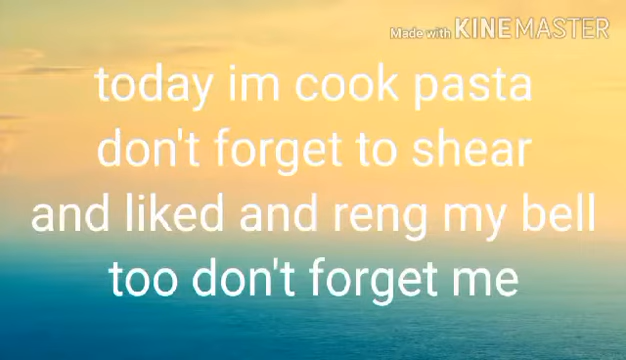 Made with KINEMASTER
today im cook pasta
don't forget to shear
and liked and reng my bell
too don't forget me